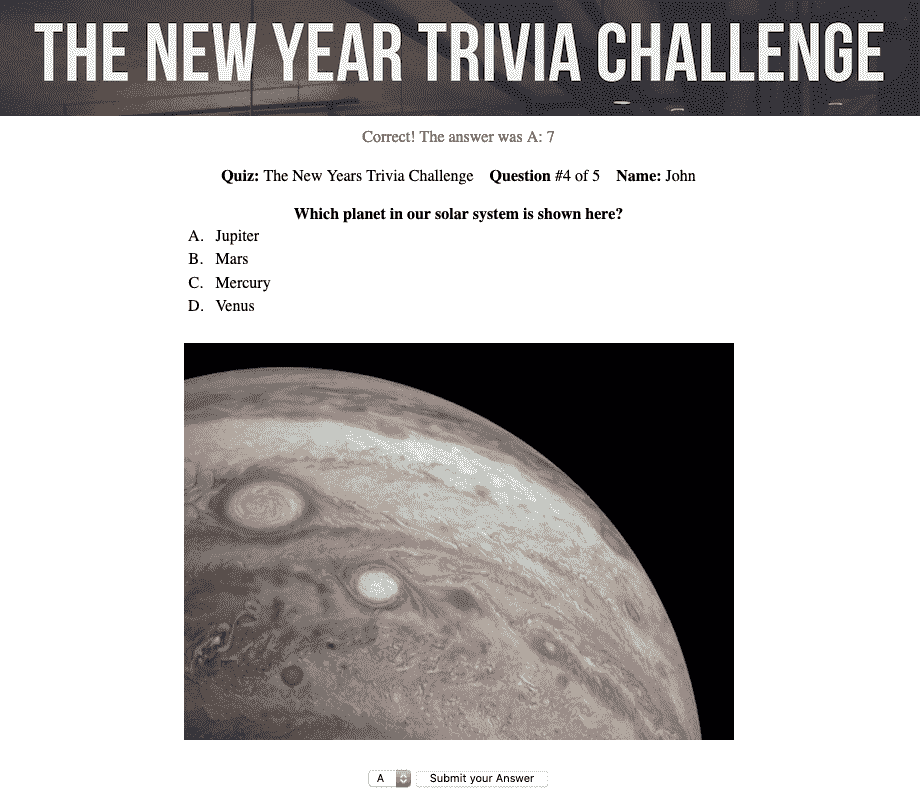 THE NEW YEAR TRIVIA CHALLENGE
Correct! The answer was A: 7
Quiz: The New Years Trivia Challenge Question #4 of 5 Name: John
Which planet in our solar system is shown here?
A. Jupiter
B. Mars
C. Mercury
D. Venus
A Submit your Answer